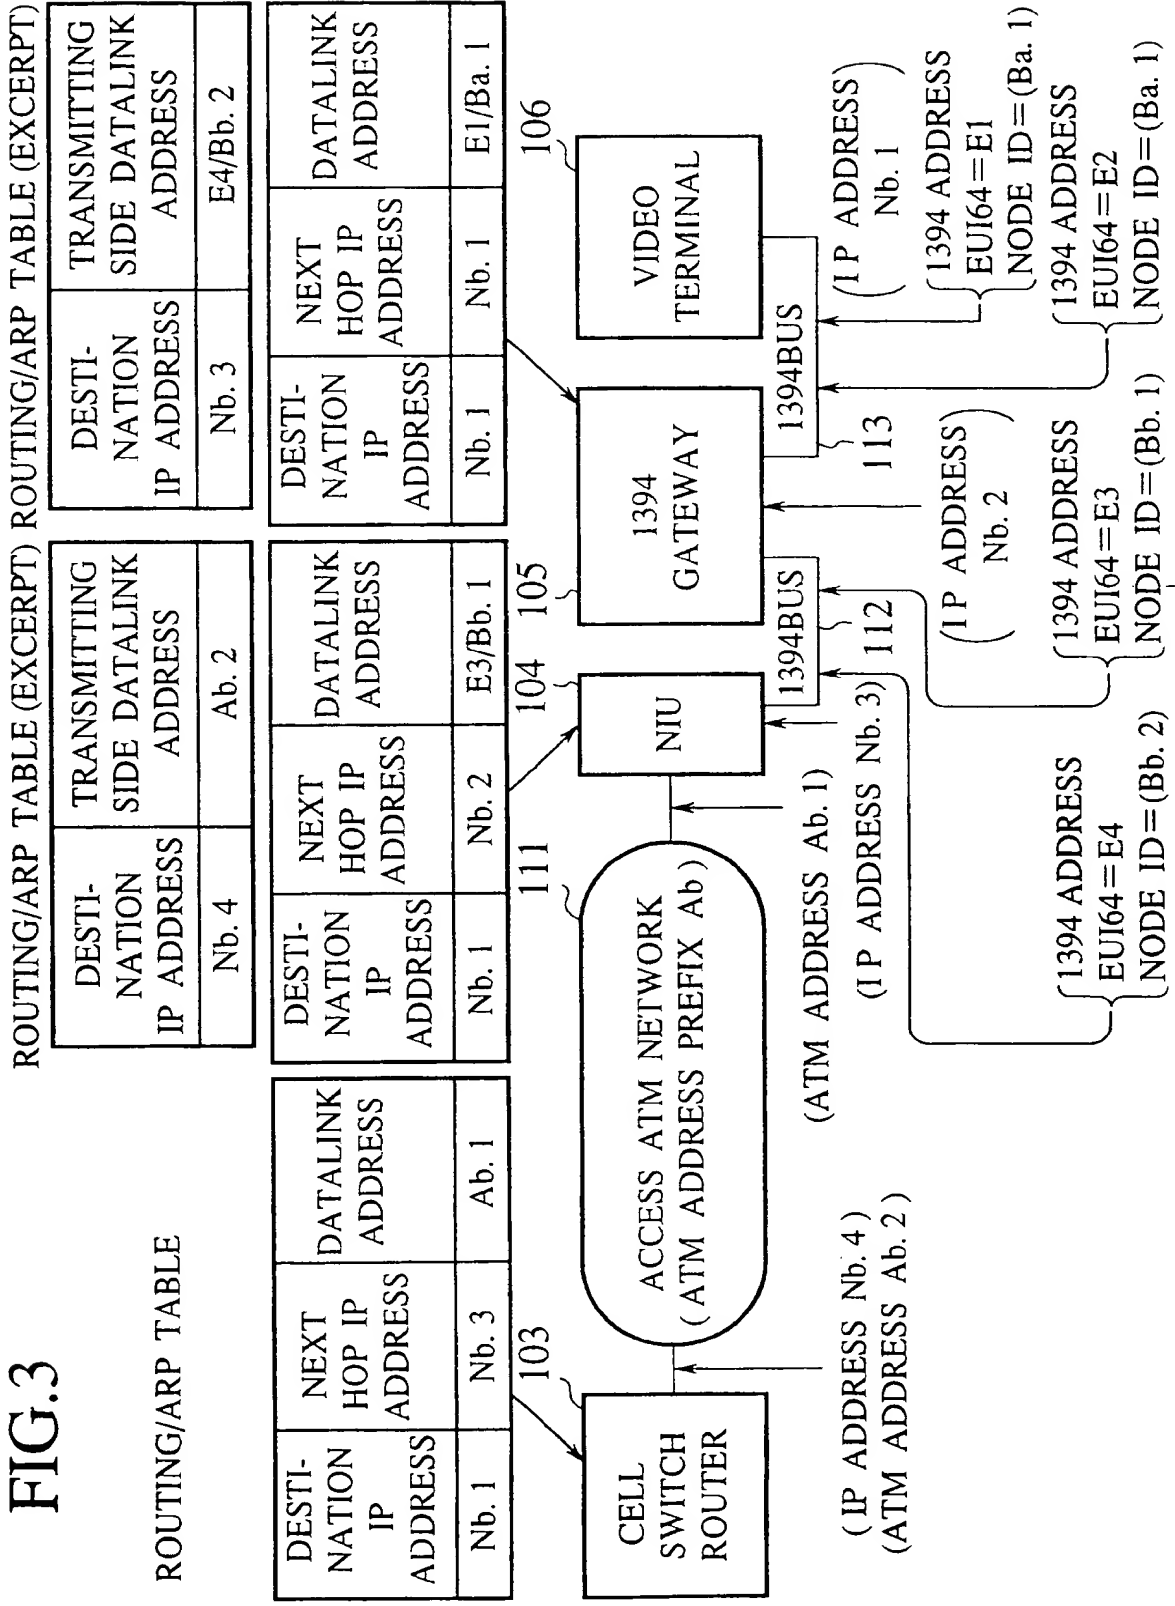 FIG.3
ROUTING/ARP TABLE
DESTI-
NATION
IP
ADDRESS
NEXT
HOP IP
ADDRESS
DATALINK
ADDRESS
Nb. 1
Nb. 3
Ab. 1
ROUTING/ARP TABLE (EXCERPT)
DESTI-
NATION
IP ADDRESS
TRANSMITTING
SIDE DATALINK
ADDRESS
Nb. 4
Ab. 2
DESTI-
NATION
IP
ADDRESS
NEXT
HOP IP
ADDRESS
DATALINK
ADDRESS
Nb. 1
Nb. 2
E3/Bb. 1
ROUTING/ARP TABLE (EXCERPT)
DESTI-
NATION
IP ADDRESS
TRANSMITTING
SIDE DATALINK
ADDRESS
Nb. 3
E4/Bb. 2
DESTI-
NATION
IP
ADDRESS
NEXT
HOP IP
ADDRESS
DATALINK
ADDRESS
Nb. 1
Nb. 1
E1/Ba. 1
103
CELL
SWITCH
ROUTER
111
ACCESS ATM NETWORK
(ATM ADDRESS PREFIX Ab)
104
NIU
105
1394
GATEWAY
106
VIDEO
TERMINAL
1394BUS
112
1394BUS
113
(IP ADDRESS Nb. 4)
(ATM ADDRESS Ab. 2)
(ATM ADDRESS Ab. 1)
(IP ADDRESS Nb. 3)
(IP ADDRESS
Nb. 2)
(IP ADDRESS
Nb. 1)
1394 ADDRESS
EUI64=E4
NODE ID=(Bb. 2)
1394 ADDRESS
EUI64=E3
NODE ID=(Bb. 1)
1394 ADDRESS
EUI64=E1
NODE ID=(Ba. 1)
1394 ADDRESS
EUI64=E2
NODE ID=(Ba. 1)